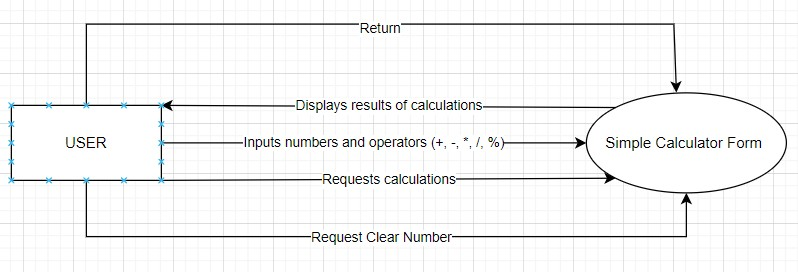 Return
Displays results of calculations
USER
Inputs numbers and operators (+, -, *, /, %)
Simple Calculator Form
Requests calculations
Request Clear Number